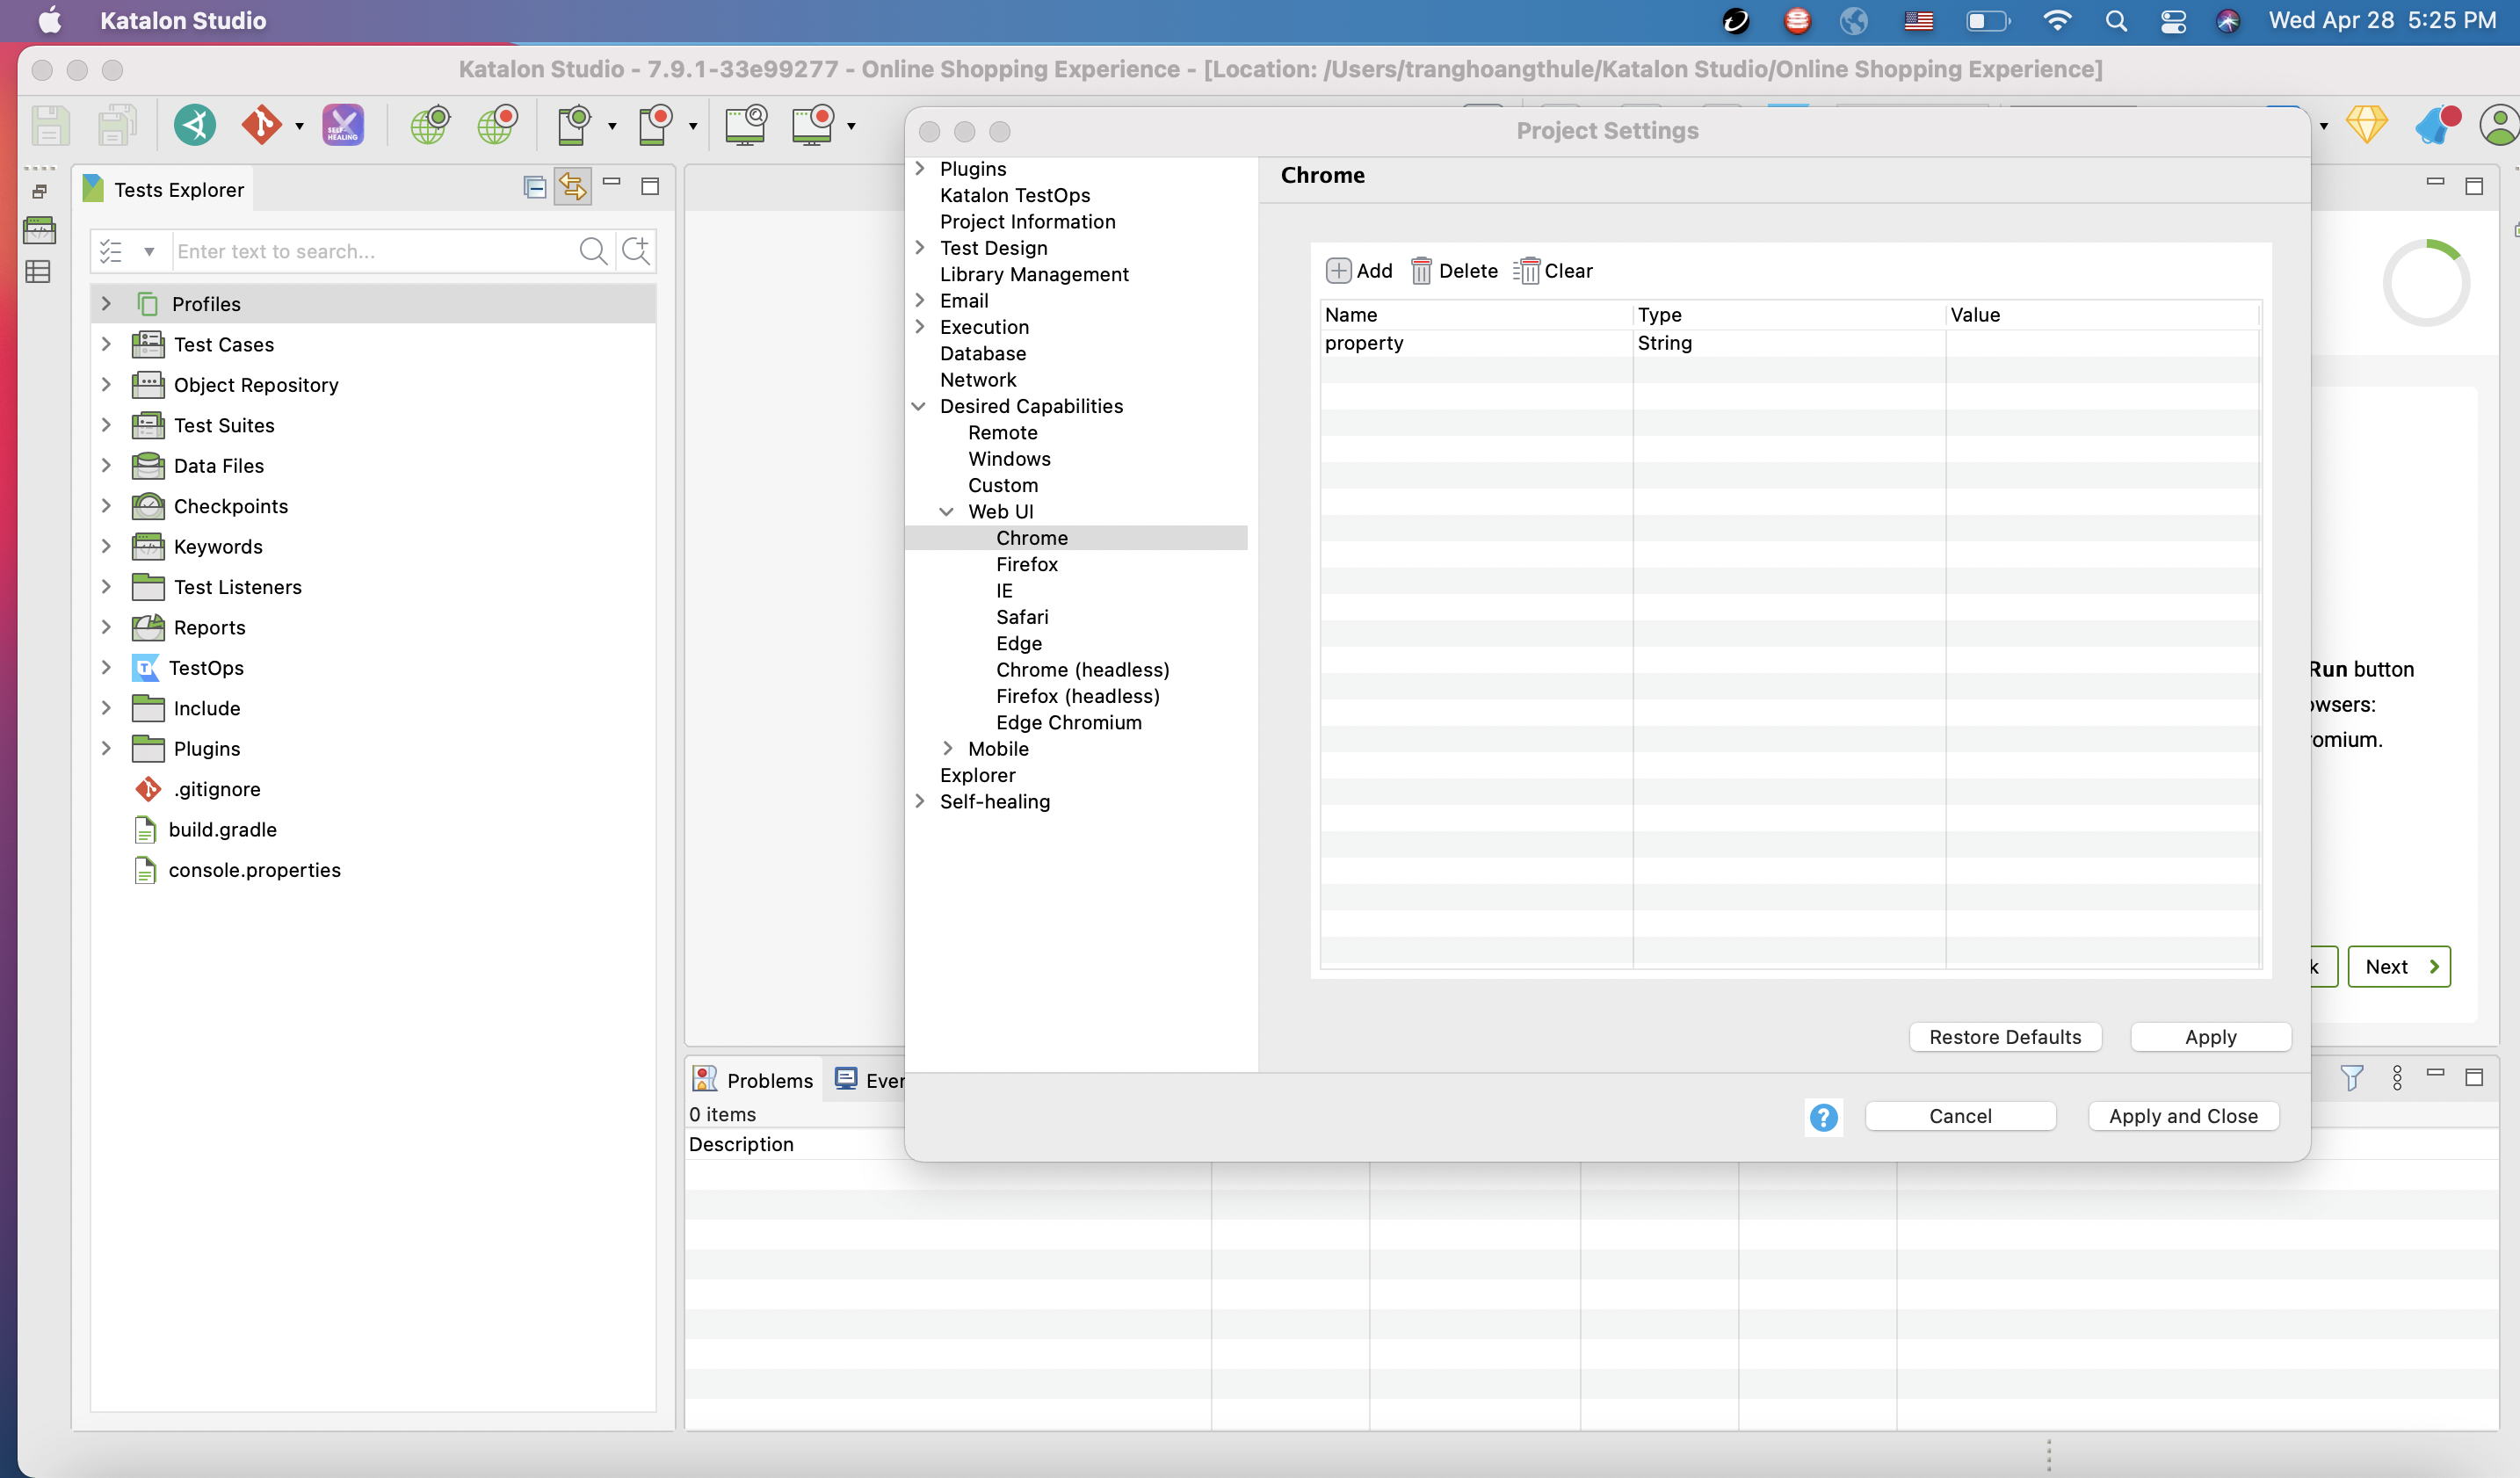 Katalon Studio
Wed Apr 28 5:25 PM
Katalon Studio - 7.9.1-33e99277 - Online Shopping Experience - [Location: /Users/tranghoangthule/Katalon Studio/Online Shopping Experience]
SELF-HEALING
Tests Explorer
Enter text to search...
Profiles
Test Cases
Object Repository
Test Suites
Data Files
Checkpoints
Keywords
Test Listeners
Reports
TestOps
Include
Plugins
.gitignore
build.gradle
console.properties
Project Settings
Plugins
Katalon TestOps
Project Information
Test Design
Library Management
Email
Execution
Database
Network
Desired Capabilities
Remote
Windows
Custom
Web UI
Chrome
Firefox
IE
Safari
Edge
Chrome (headless)
Firefox (headless)
Edge Chromium
Mobile
Explorer
Self-healing
Chrome
Add Delete Clear
Name Type Value
property String
Restore Defaults Apply
Cancel Apply and Close
Run button
owsers:
romium.
k Next
Problems Even
0 items
Description